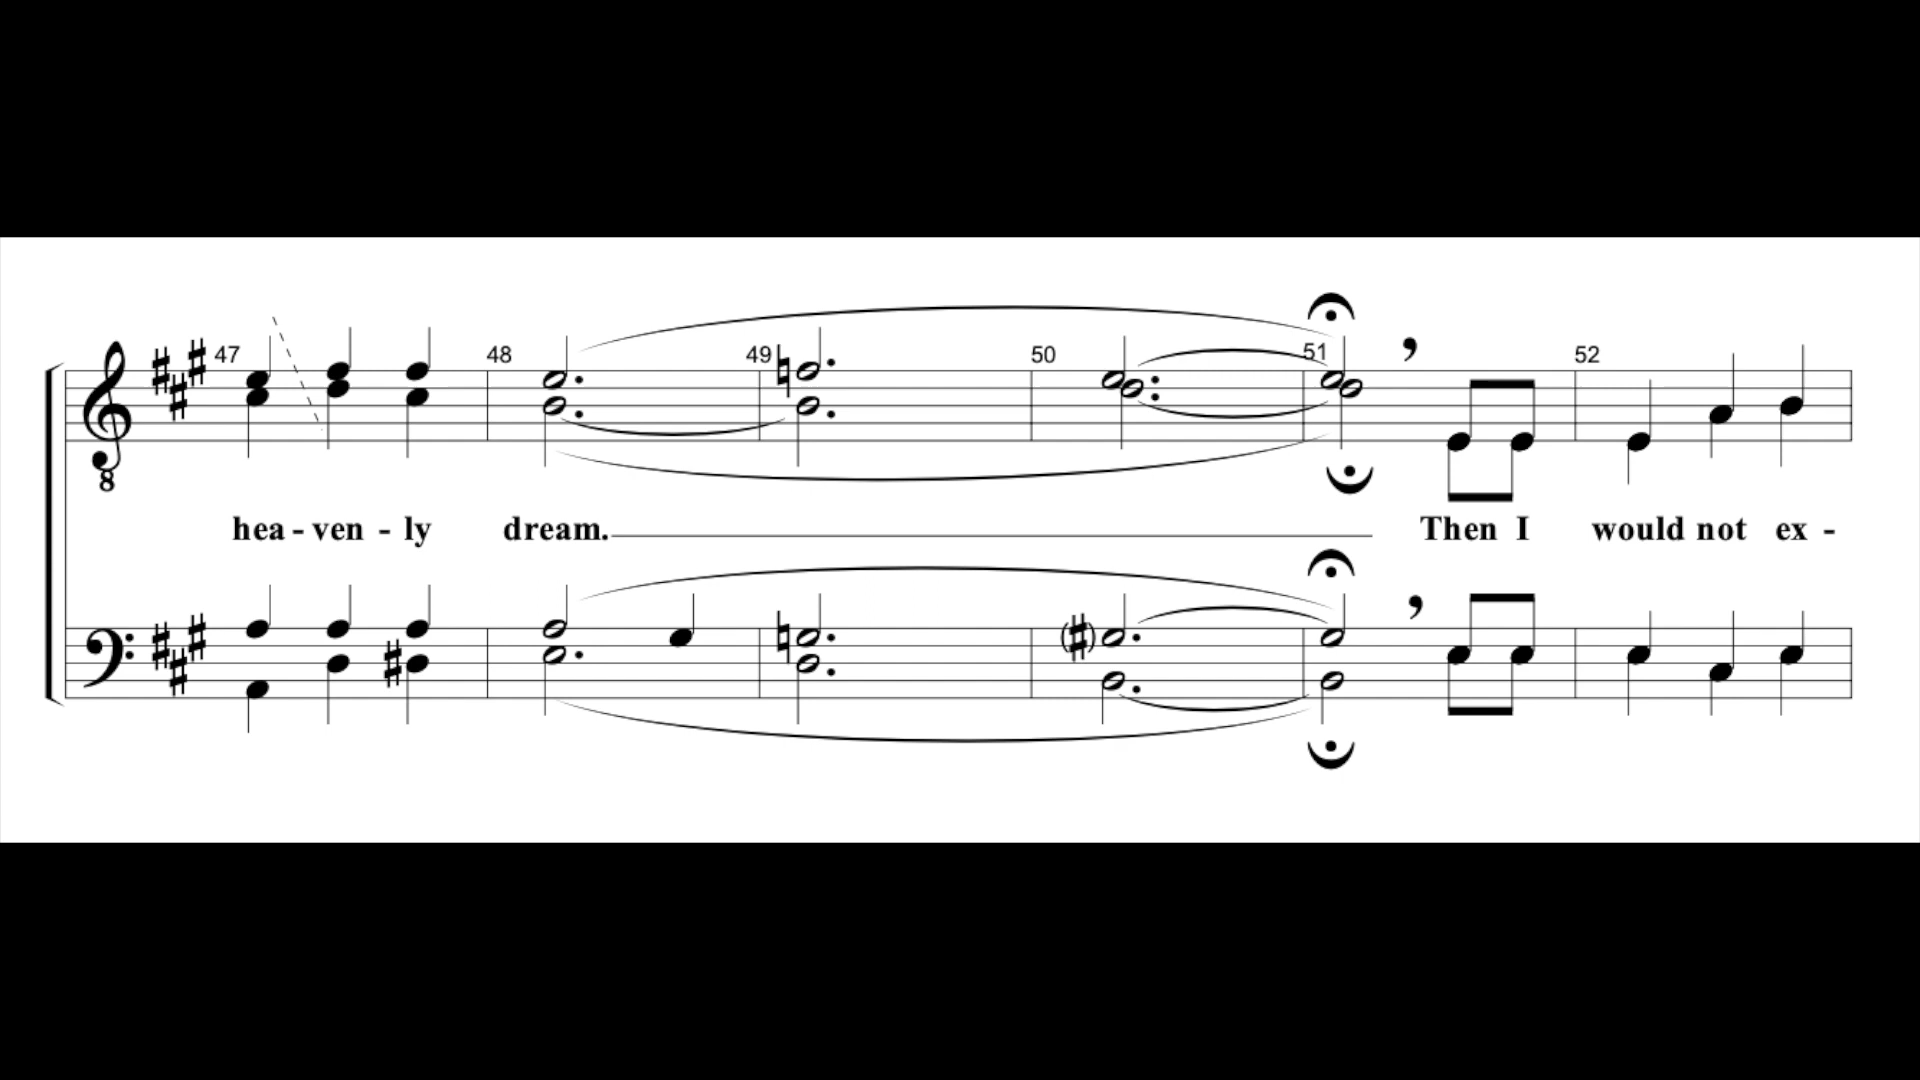 47 48 49 50 51 52
8
hea - ven - ly dream. Then I would not ex -